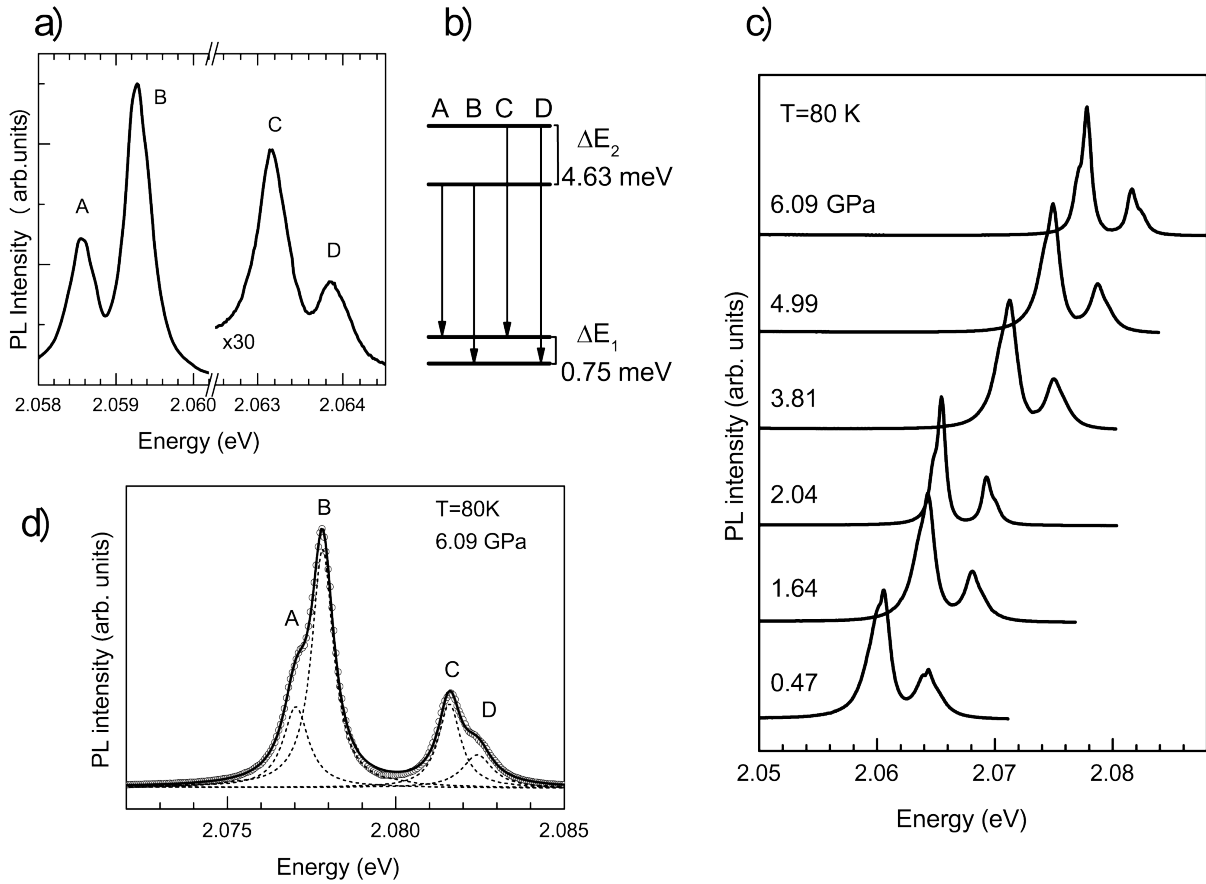 a)
A
B
C
D
x30
PL Intensity ( arb.units)
2.058 2.059 2.060 2.063 2.064
Energy (eV)
b)
A B C D
ΔE2
4.63 meV
ΔE1
0.75 meV
c)
T=80 K
6.09 GPa
4.99
3.81
2.04
1.64
0.47
PL intensity (arb. units)
2.05 2.06 2.07 2.08
Energy (eV)
d)
T=80K
6.09 GPa
A
B
C
D
PL intensity (arb. units)
2.075 2.080 2.085
Energy (eV)